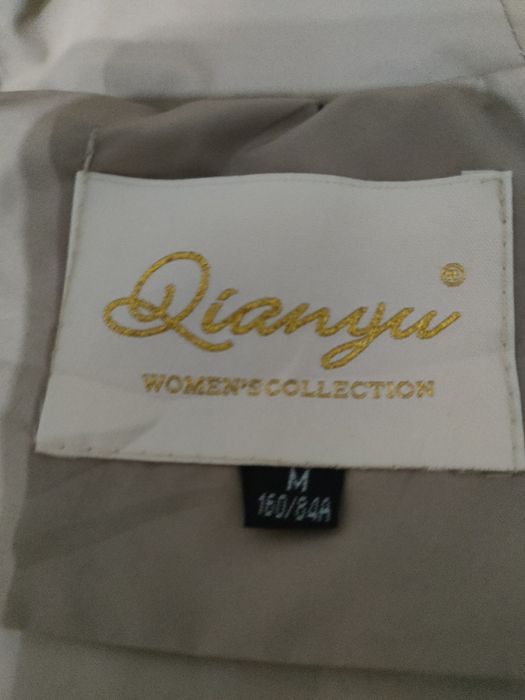 Qianyu ®
WOMEN'S COLLECTION
M
160/84A